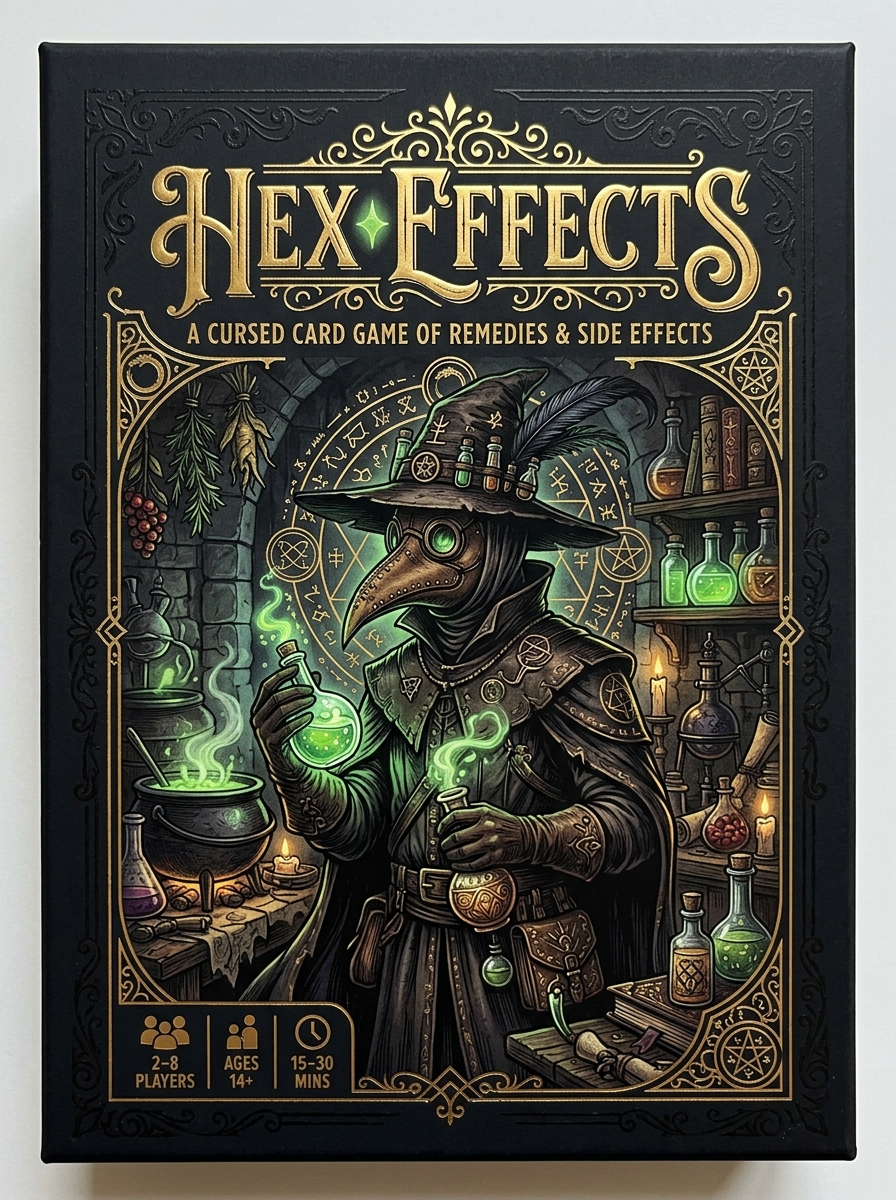 HEX EFFECTS
A CURSED CARD GAME OF REMEDIES & SIDE EFFECTS
2–8
PLAYERS
AGES
14+
15–30
MINS